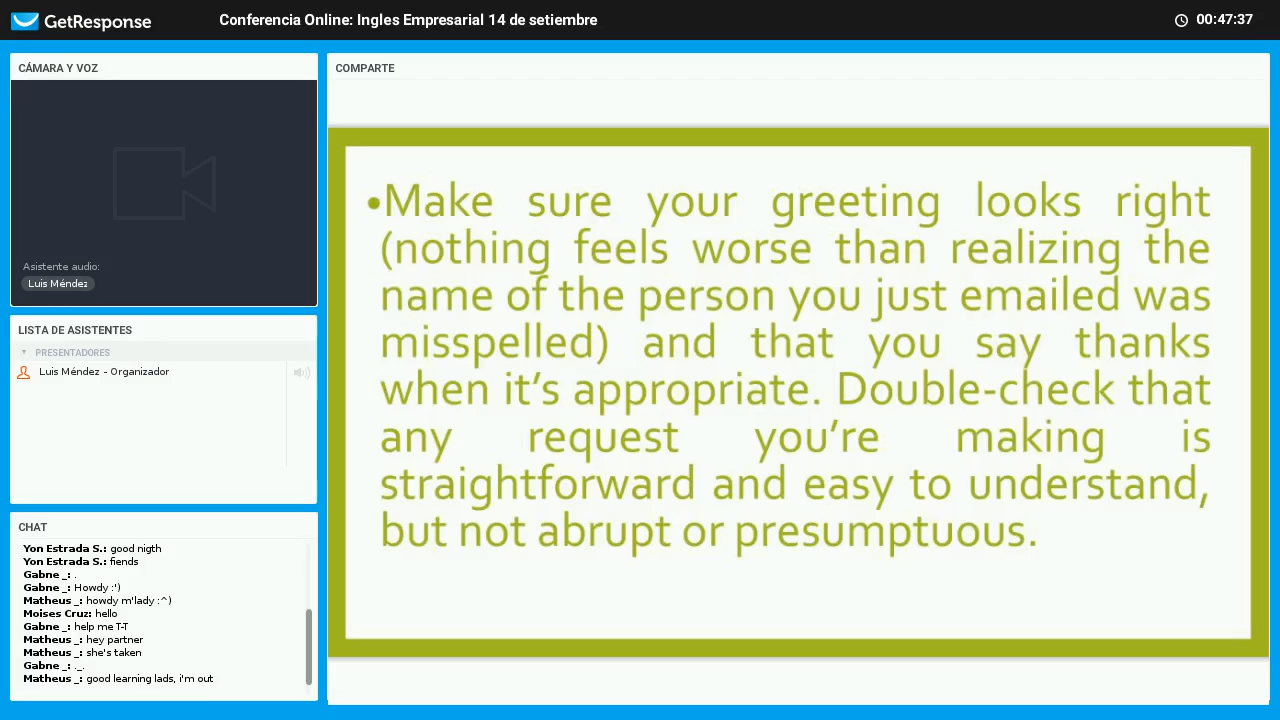 GetResponse
Conferencia Online: Ingles Empresarial 14 de setiembre
00:47:37
CÁMARA Y VOZ
Asistente audio:
Luis Méndez
LISTA DE ASISTENTES
PRESENTADORES
Luis Méndez - Organizador
CHAT
Yon Estrada S.: good nigth
Yon Estrada S.: fiends
Gabne _: .
Gabne _: Howdy :')
Matheus _: howdy m'lady :^)
Moises Cruz: hello
Gabne _: help me T-T
Matheus _: hey partner
Matheus _: she's taken
Gabne _: ._.
Matheus _: good learning lads, i'm out
COMPARTE
•Make sure your greeting looks right
(nothing feels worse than realizing the
name of the person you just emailed was
misspelled) and that you say thanks
when it’s appropriate. Double-check that
any request you’re making is
straightforward and easy to understand,
but not abrupt or presumptuous.